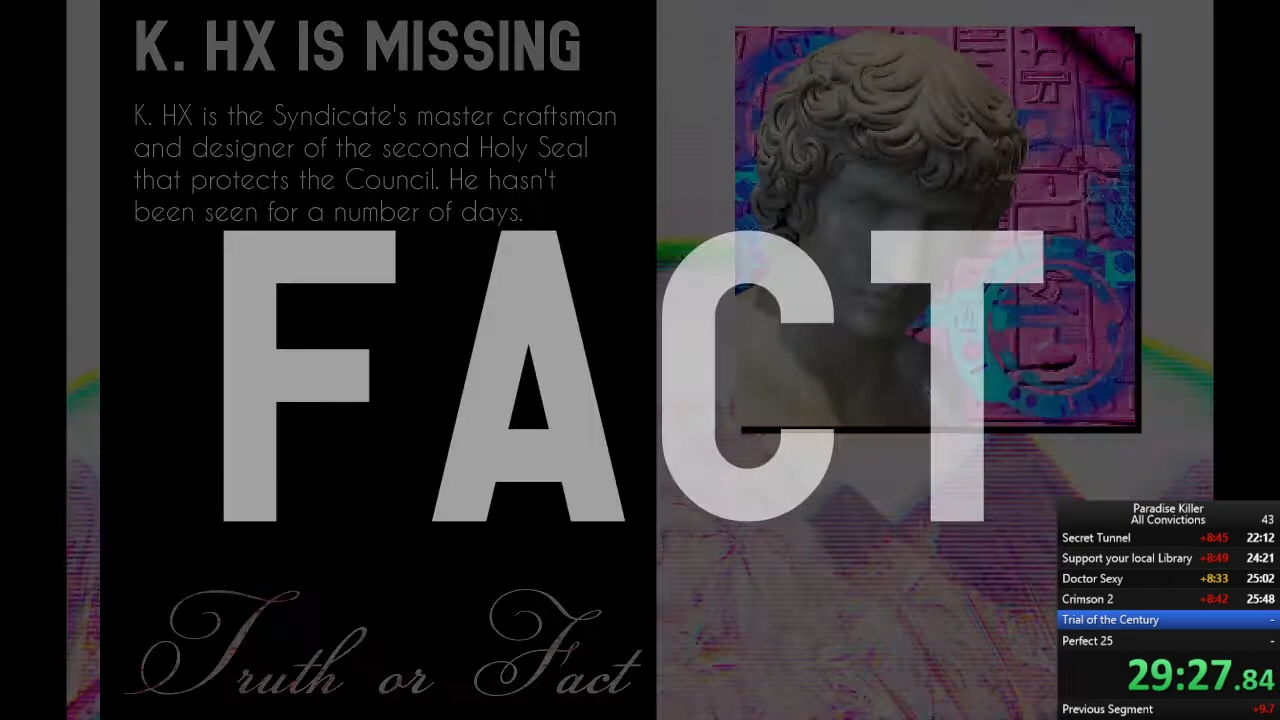 K. HX IS MISSING
K. HX is the Syndicate's master craftsman
and designer of the second Holy Seal
that protects the Council. He hasn't
been seen for a number of days.
FACT
Truth or Fact
Paradise Killer
All Convictions 43
Secret Tunnel +8:45 22:12
Support your local Library +8:49 24:21
Doctor Sexy +8:33 25:02
Crimson 2 +8:42 25:48
Trial of the Century -
Perfect 25 -
29:27.84
Previous Segment +9.7